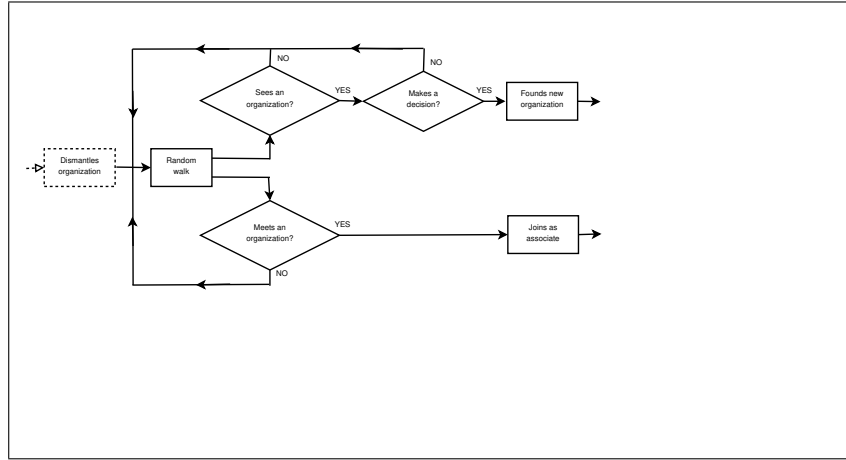 NO
NO
Sees an
organization?
YES
Makes a
decision?
YES
Founds new
organization
Dismantles
organization
Random
walk
Meets an
organization?
YES
Joins as
associate
NO